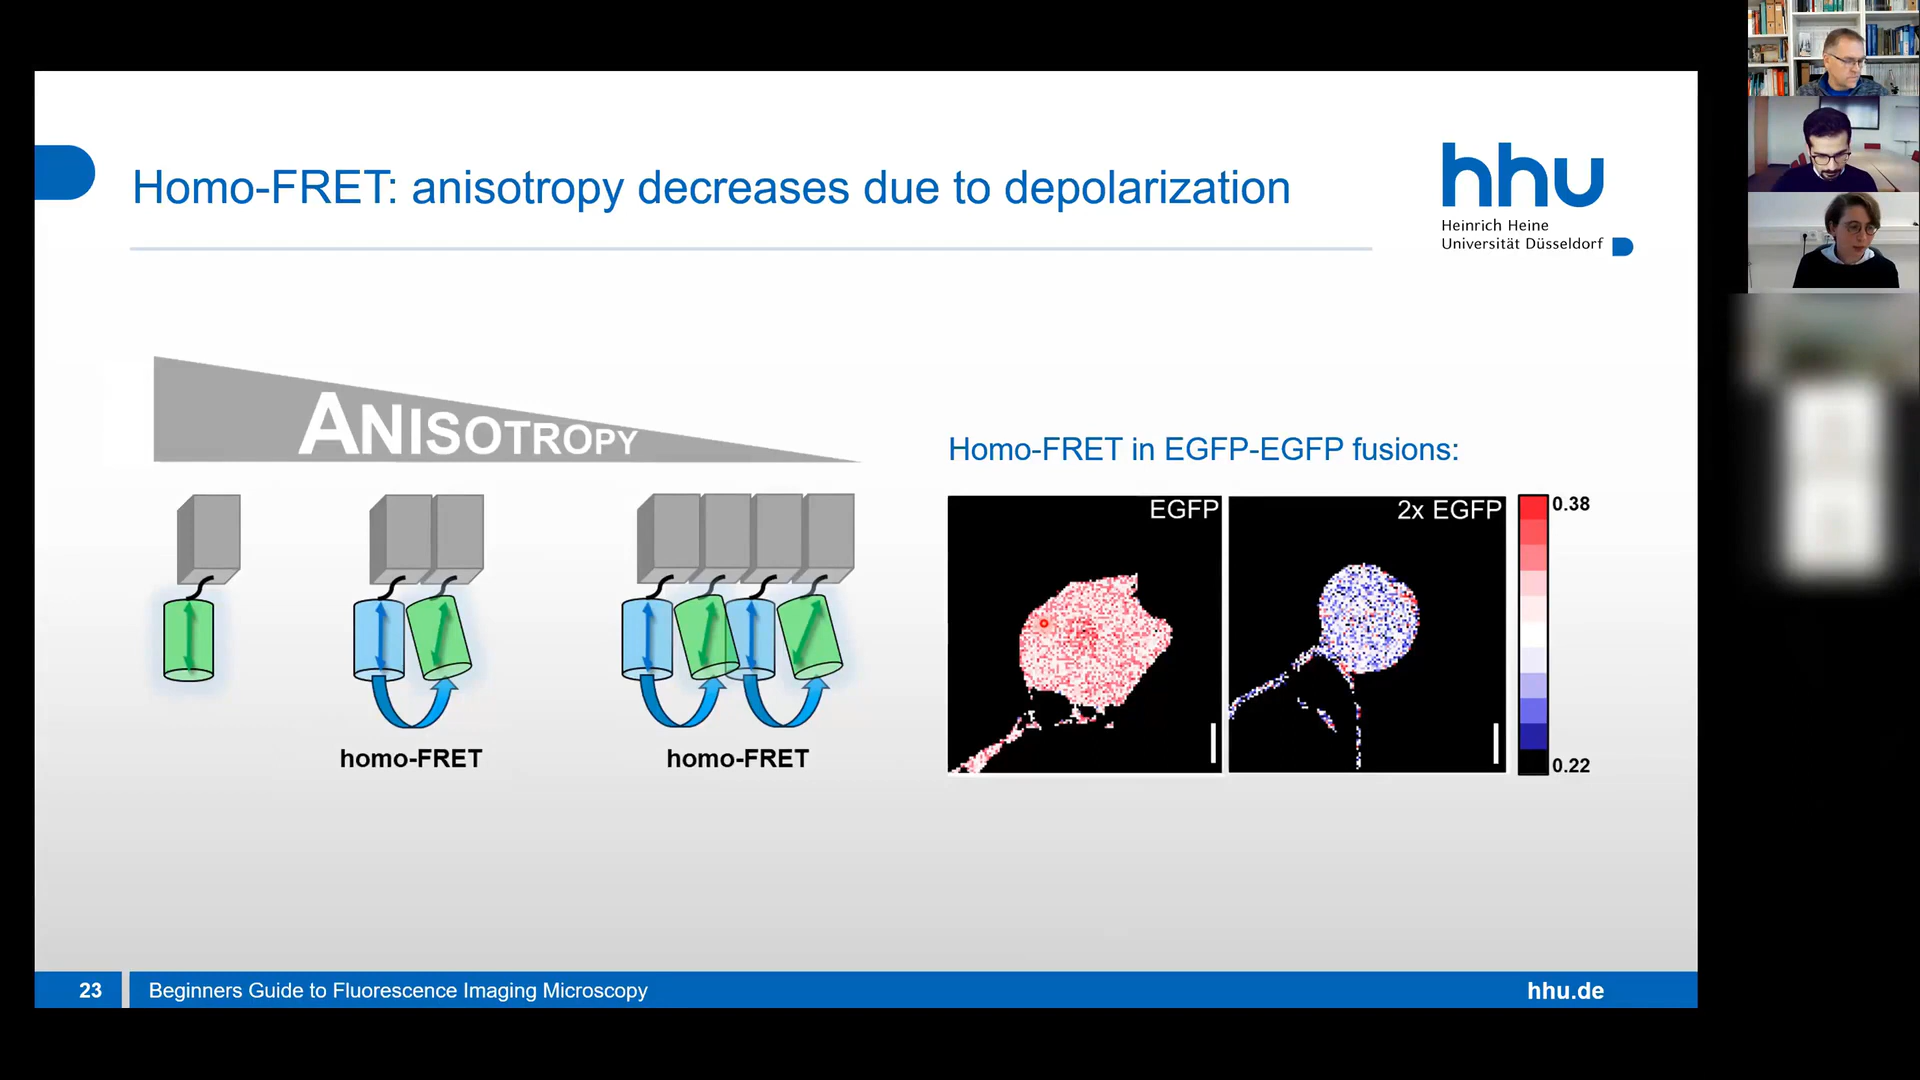 Homo-FRET: anisotropy decreases due to depolarization
hhu
Heinrich Heine
Universität Düsseldorf
ANISOTROPY
homo-FRET
homo-FRET
Homo-FRET in EGFP-EGFP fusions:
EGFP
2x EGFP
0.38
0.22
23
Beginners Guide to Fluorescence Imaging Microscopy
hhu.de